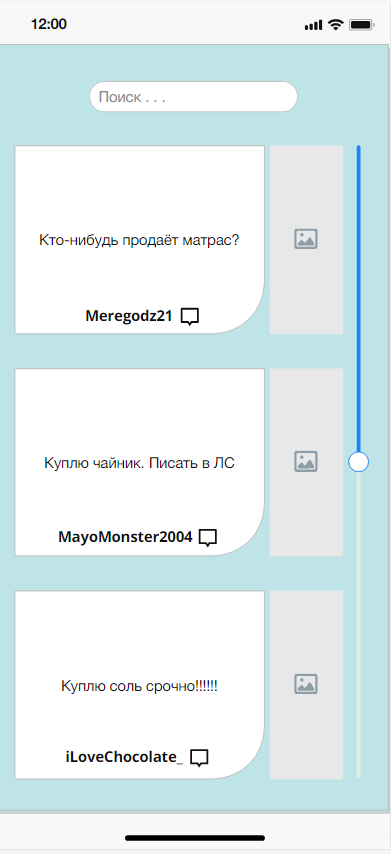 12:00
Поиск . . .
Кто-нибудь продаёт матрас?
Meregodz21
Куплю чайник. Писать в ЛС
MayoMonster2004
Куплю соль срочно!!!!!!
iLoveChocolate_